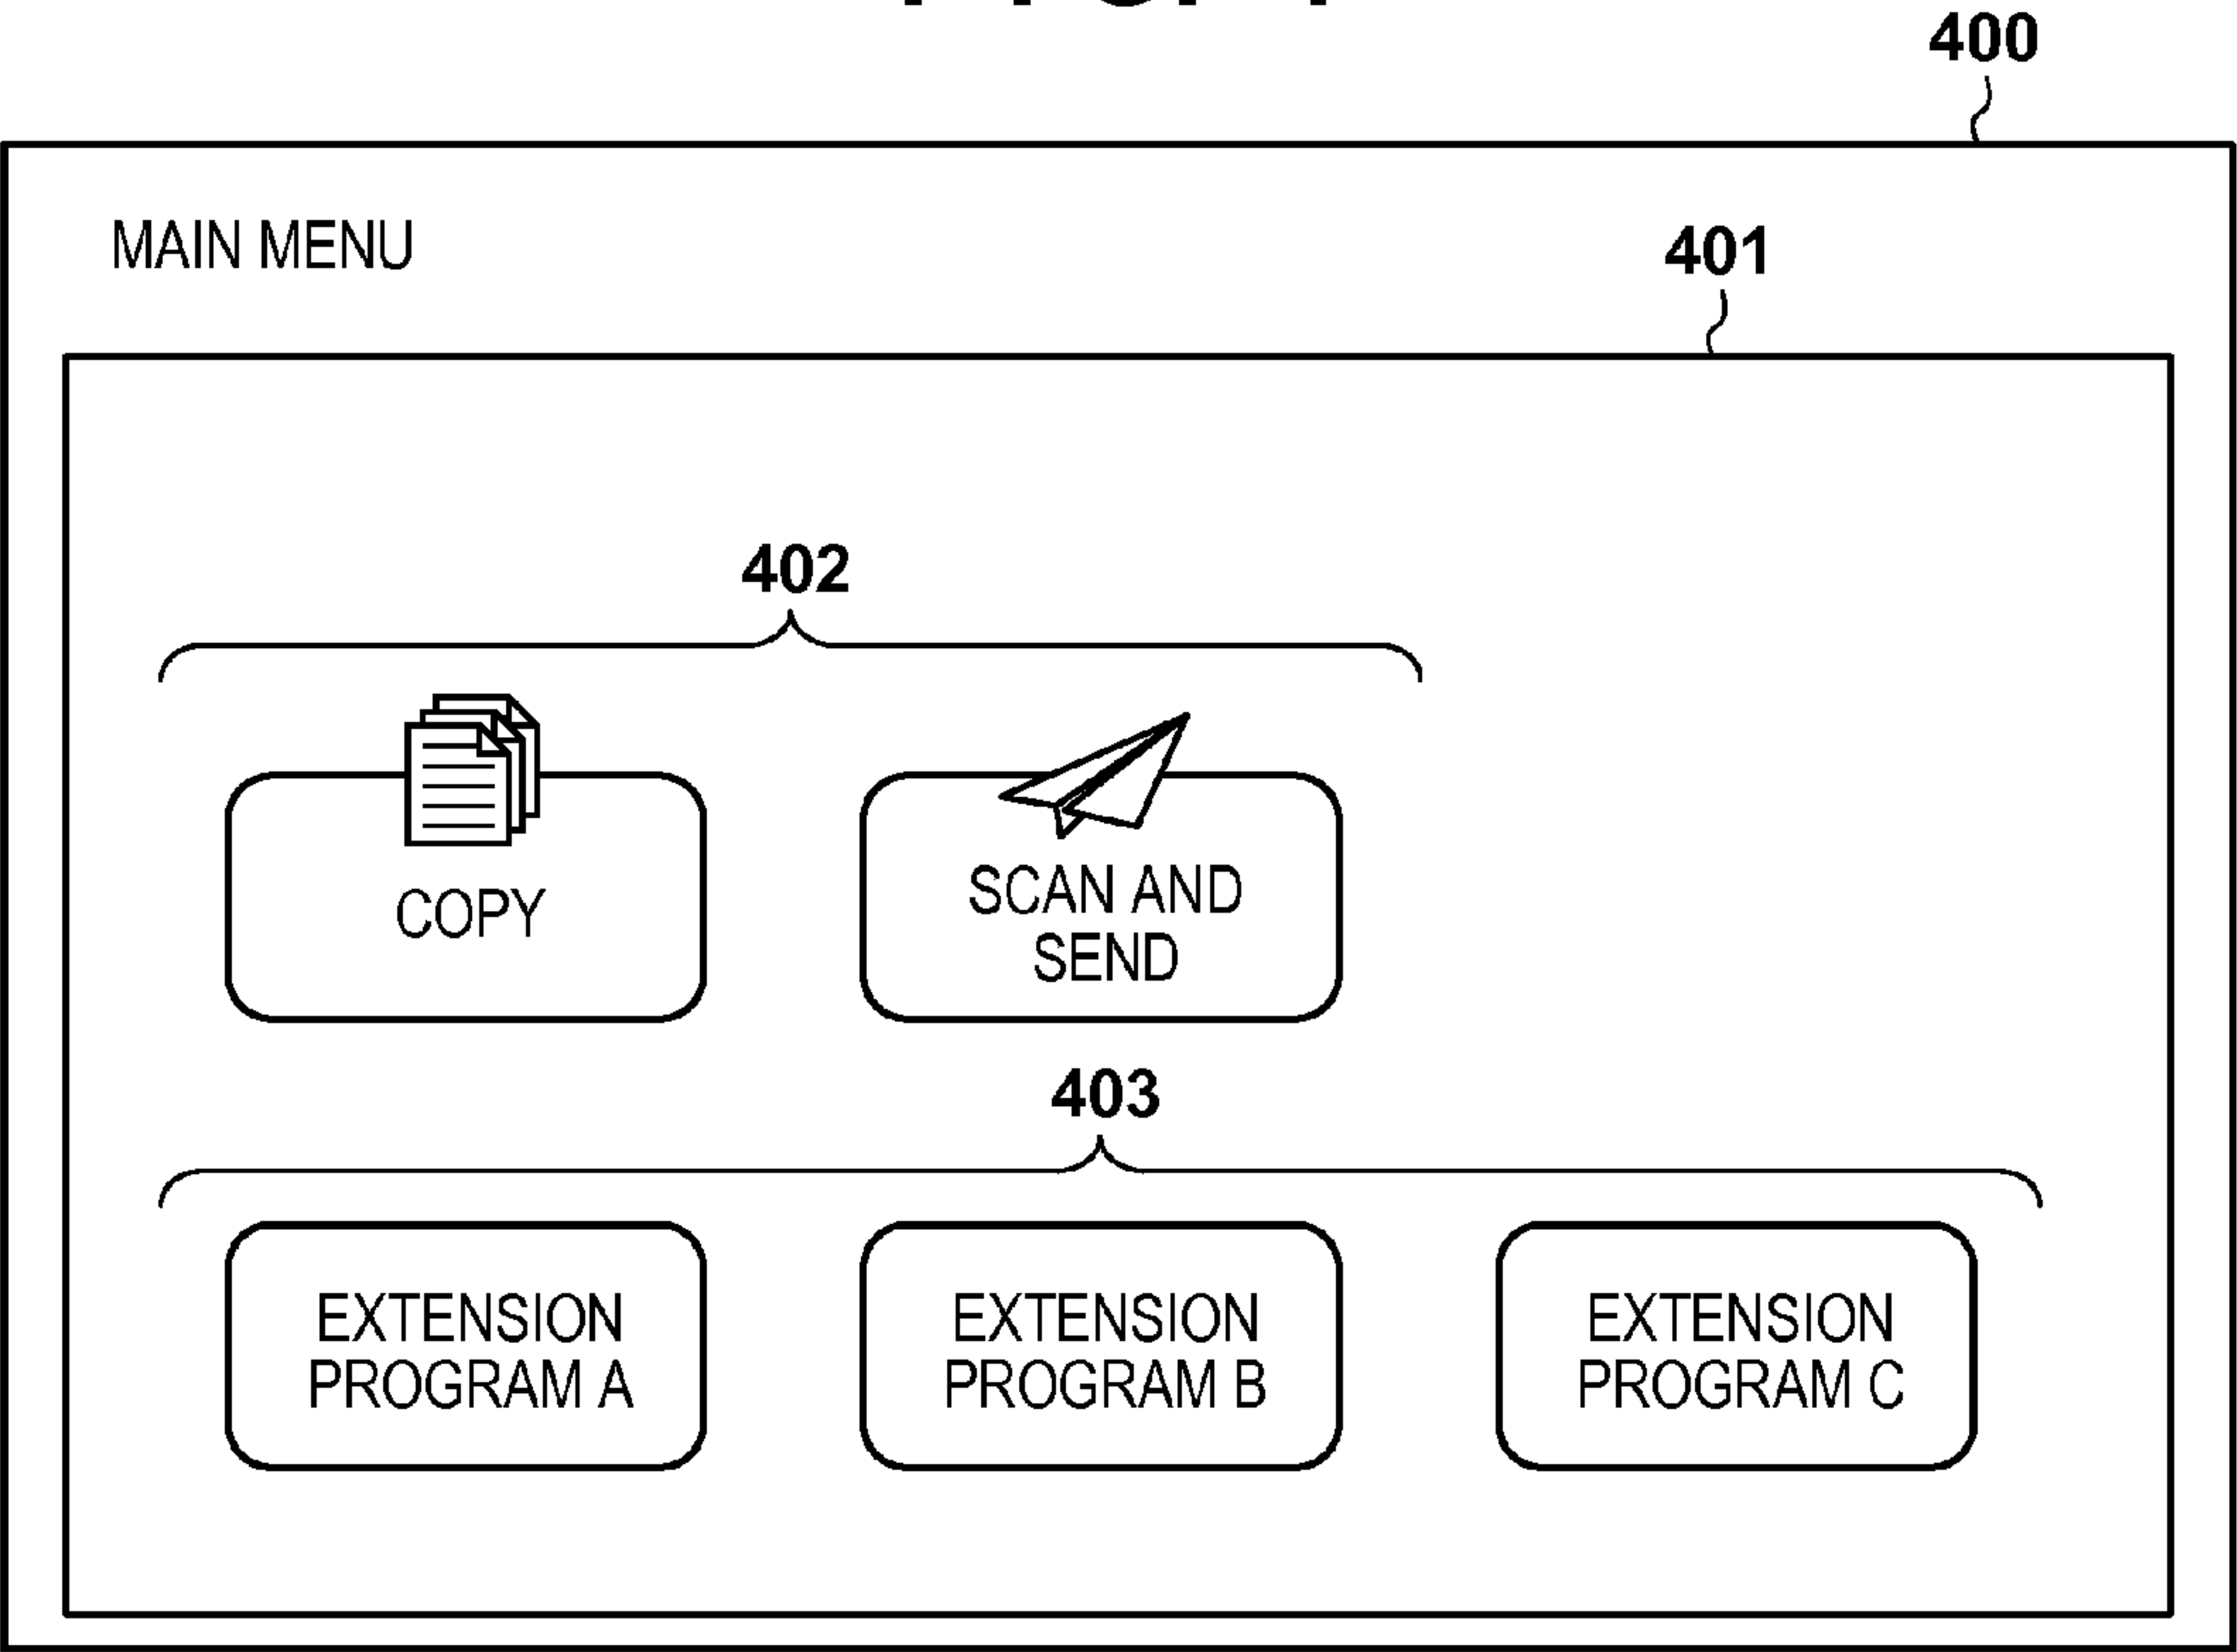 400
MAIN MENU
401
402
COPY
SCAN AND
SEND
403
EXTENSION
PROGRAM A
EXTENSION
PROGRAM B
EXTENSION
PROGRAM C